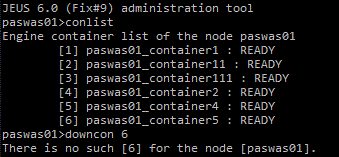 JEUS 6.0 (Fix#9) administration tool
paswas01>conlist
Engine container list of the node paswas01
[1] paswas01_container1 : READY
[2] paswas01_container11 : READY
[3] paswas01_container111 : READY
[4] paswas01_container2 : READY
[5] paswas01_container4 : READY
[6] paswas01_container5 : READY
paswas01>downcon 6
There is no such [6] for the node [paswas01].